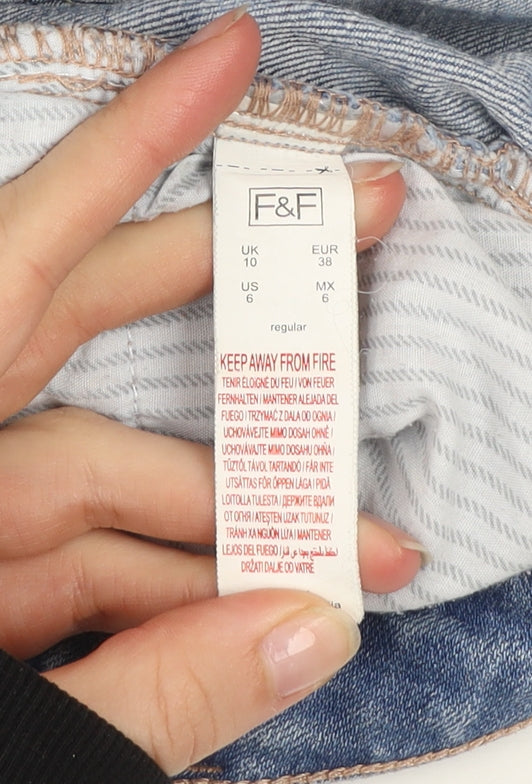 F&F
UK EUR
10 38
US MX
6 6
regular
KEEP AWAY FROM FIRE
TENIR ÉLOIGNÉ DU FEU / VON FEUER
FERNHALTEN / MANTENER ALEJADA DEL
FUEGO / TRZYMAĆ Z DALA OD OGNIA /
UCHOVÁVEJTE MIMO DOSAH OHNĚ /
UCHOVÁVAJTE MIMO DOSAHU OHŇA /
TŰZTŐL TÁVOL TARTANDÓ / FÅR INTE
UTSÄTTAS FÖR ÖPPEN LÅGA / PIDÄ
LOITOLLA TULESTA / ДЕРЖИТЕ ВДАЛИ
ОТ ОГНЯ / ATEŞTEN UZAK TUTUNUZ /
TRÁNH XA NGUỒN LỬA / MANTENER
LEJOS DEL FUEGO /
DRŽATI DALJE OD VATRE